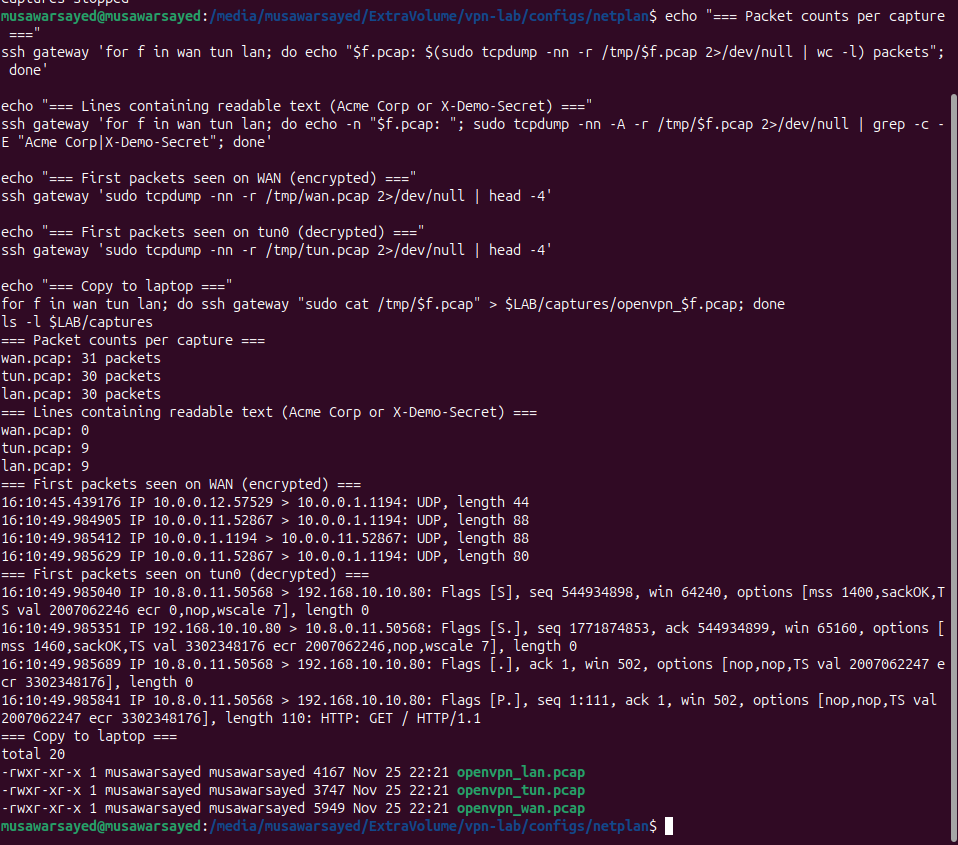 captures stopped
musawarsayed@musawarsayed:/media/musawarsayed/ExtraVolume/vpn-lab/configs/netplan$ echo "=== Packet counts per capture
 ==="
ssh gateway 'for f in wan tun lan; do echo "$f.pcap: $(sudo tcpdump -nn -r /tmp/$f.pcap 2>/dev/null | wc -l) packets";
 done'

echo "=== Lines containing readable text (Acme Corp or X-Demo-Secret) ==="
ssh gateway 'for f in wan tun lan; do echo -n "$f.pcap: "; sudo tcpdump -nn -A -r /tmp/$f.pcap 2>/dev/null | grep -c -
E "Acme Corp|X-Demo-Secret"; done'

echo "=== First packets seen on WAN (encrypted) ==="
ssh gateway 'sudo tcpdump -nn -r /tmp/wan.pcap 2>/dev/null | head -4'

echo "=== First packets seen on tun0 (decrypted) ==="
ssh gateway 'sudo tcpdump -nn -r /tmp/tun.pcap 2>/dev/null | head -4'

echo "=== Copy to laptop ==="
for f in wan tun lan; do ssh gateway "sudo cat /tmp/$f.pcap" > $LAB/captures/openvpn_$f.pcap; done
ls -l $LAB/captures
=== Packet counts per capture ===
wan.pcap: 31 packets
tun.pcap: 30 packets
lan.pcap: 30 packets
=== Lines containing readable text (Acme Corp or X-Demo-Secret) ===
wan.pcap: 0
tun.pcap: 9
lan.pcap: 9
=== First packets seen on WAN (encrypted) ===
16:10:45.439176 IP 10.0.0.12.57529 > 10.0.0.1.1194: UDP, length 44
16:10:49.984905 IP 10.0.0.11.52867 > 10.0.0.1.1194: UDP, length 88
16:10:49.985412 IP 10.0.0.1.1194 > 10.0.0.11.52867: UDP, length 88
16:10:49.985629 IP 10.0.0.11.52867 > 10.0.0.1.1194: UDP, length 80
=== First packets seen on tun0 (decrypted) ===
16:10:49.985040 IP 10.8.0.11.50568 > 192.168.10.10.80: Flags [S], seq 544934898, win 64240, options [mss 1400,sackOK,T
S val 2007062246 ecr 0,nop,wscale 7], length 0
16:10:49.985351 IP 192.168.10.10.80 > 10.8.0.11.50568: Flags [S.], seq 1771874853, ack 544934899, win 65160, options [
mss 1460,sackOK,TS val 3302348176 ecr 2007062246,nop,wscale 7], length 0
16:10:49.985689 IP 10.8.0.11.50568 > 192.168.10.10.80: Flags [.], ack 1, win 502, options [nop,nop,TS val 2007062247 e
cr 3302348176], length 0
16:10:49.985841 IP 10.8.0.11.50568 > 192.168.10.10.80: Flags [P.], seq 1:111, ack 1, win 502, options [nop,nop,TS val 
2007062247 ecr 3302348176], length 110: HTTP: GET / HTTP/1.1
=== Copy to laptop ===
total 20
-rwxr-xr-x 1 musawarsayed musawarsayed 4167 Nov 25 22:21 openvpn_lan.pcap
-rwxr-xr-x 1 musawarsayed musawarsayed 3747 Nov 25 22:21 openvpn_tun.pcap
-rwxr-xr-x 1 musawarsayed musawarsayed 5949 Nov 25 22:21 openvpn_wan.pcap
musawarsayed@musawarsayed:/media/musawarsayed/ExtraVolume/vpn-lab/configs/netplan$